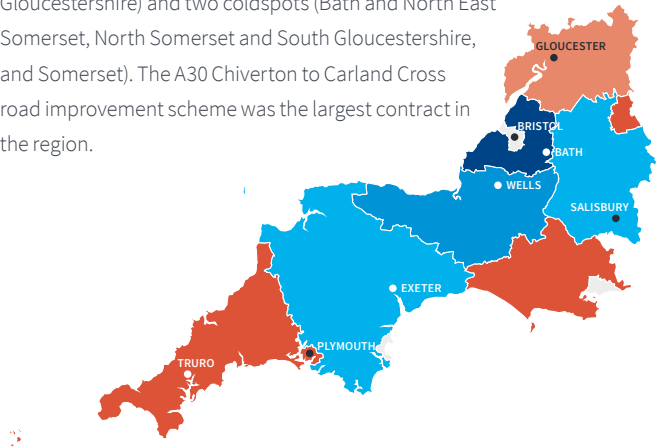 Gloucestershire) and two coldspots (Bath and North East
Somerset, North Somerset and South Gloucestershire,
and Somerset). The A30 Chiverton to Carland Cross
road improvement scheme was the largest contract in
the region.
GLOUCESTER
BRISTOL
BATH
WELLS
SALISBURY
EXETER
PLYMOUTH
TRURO